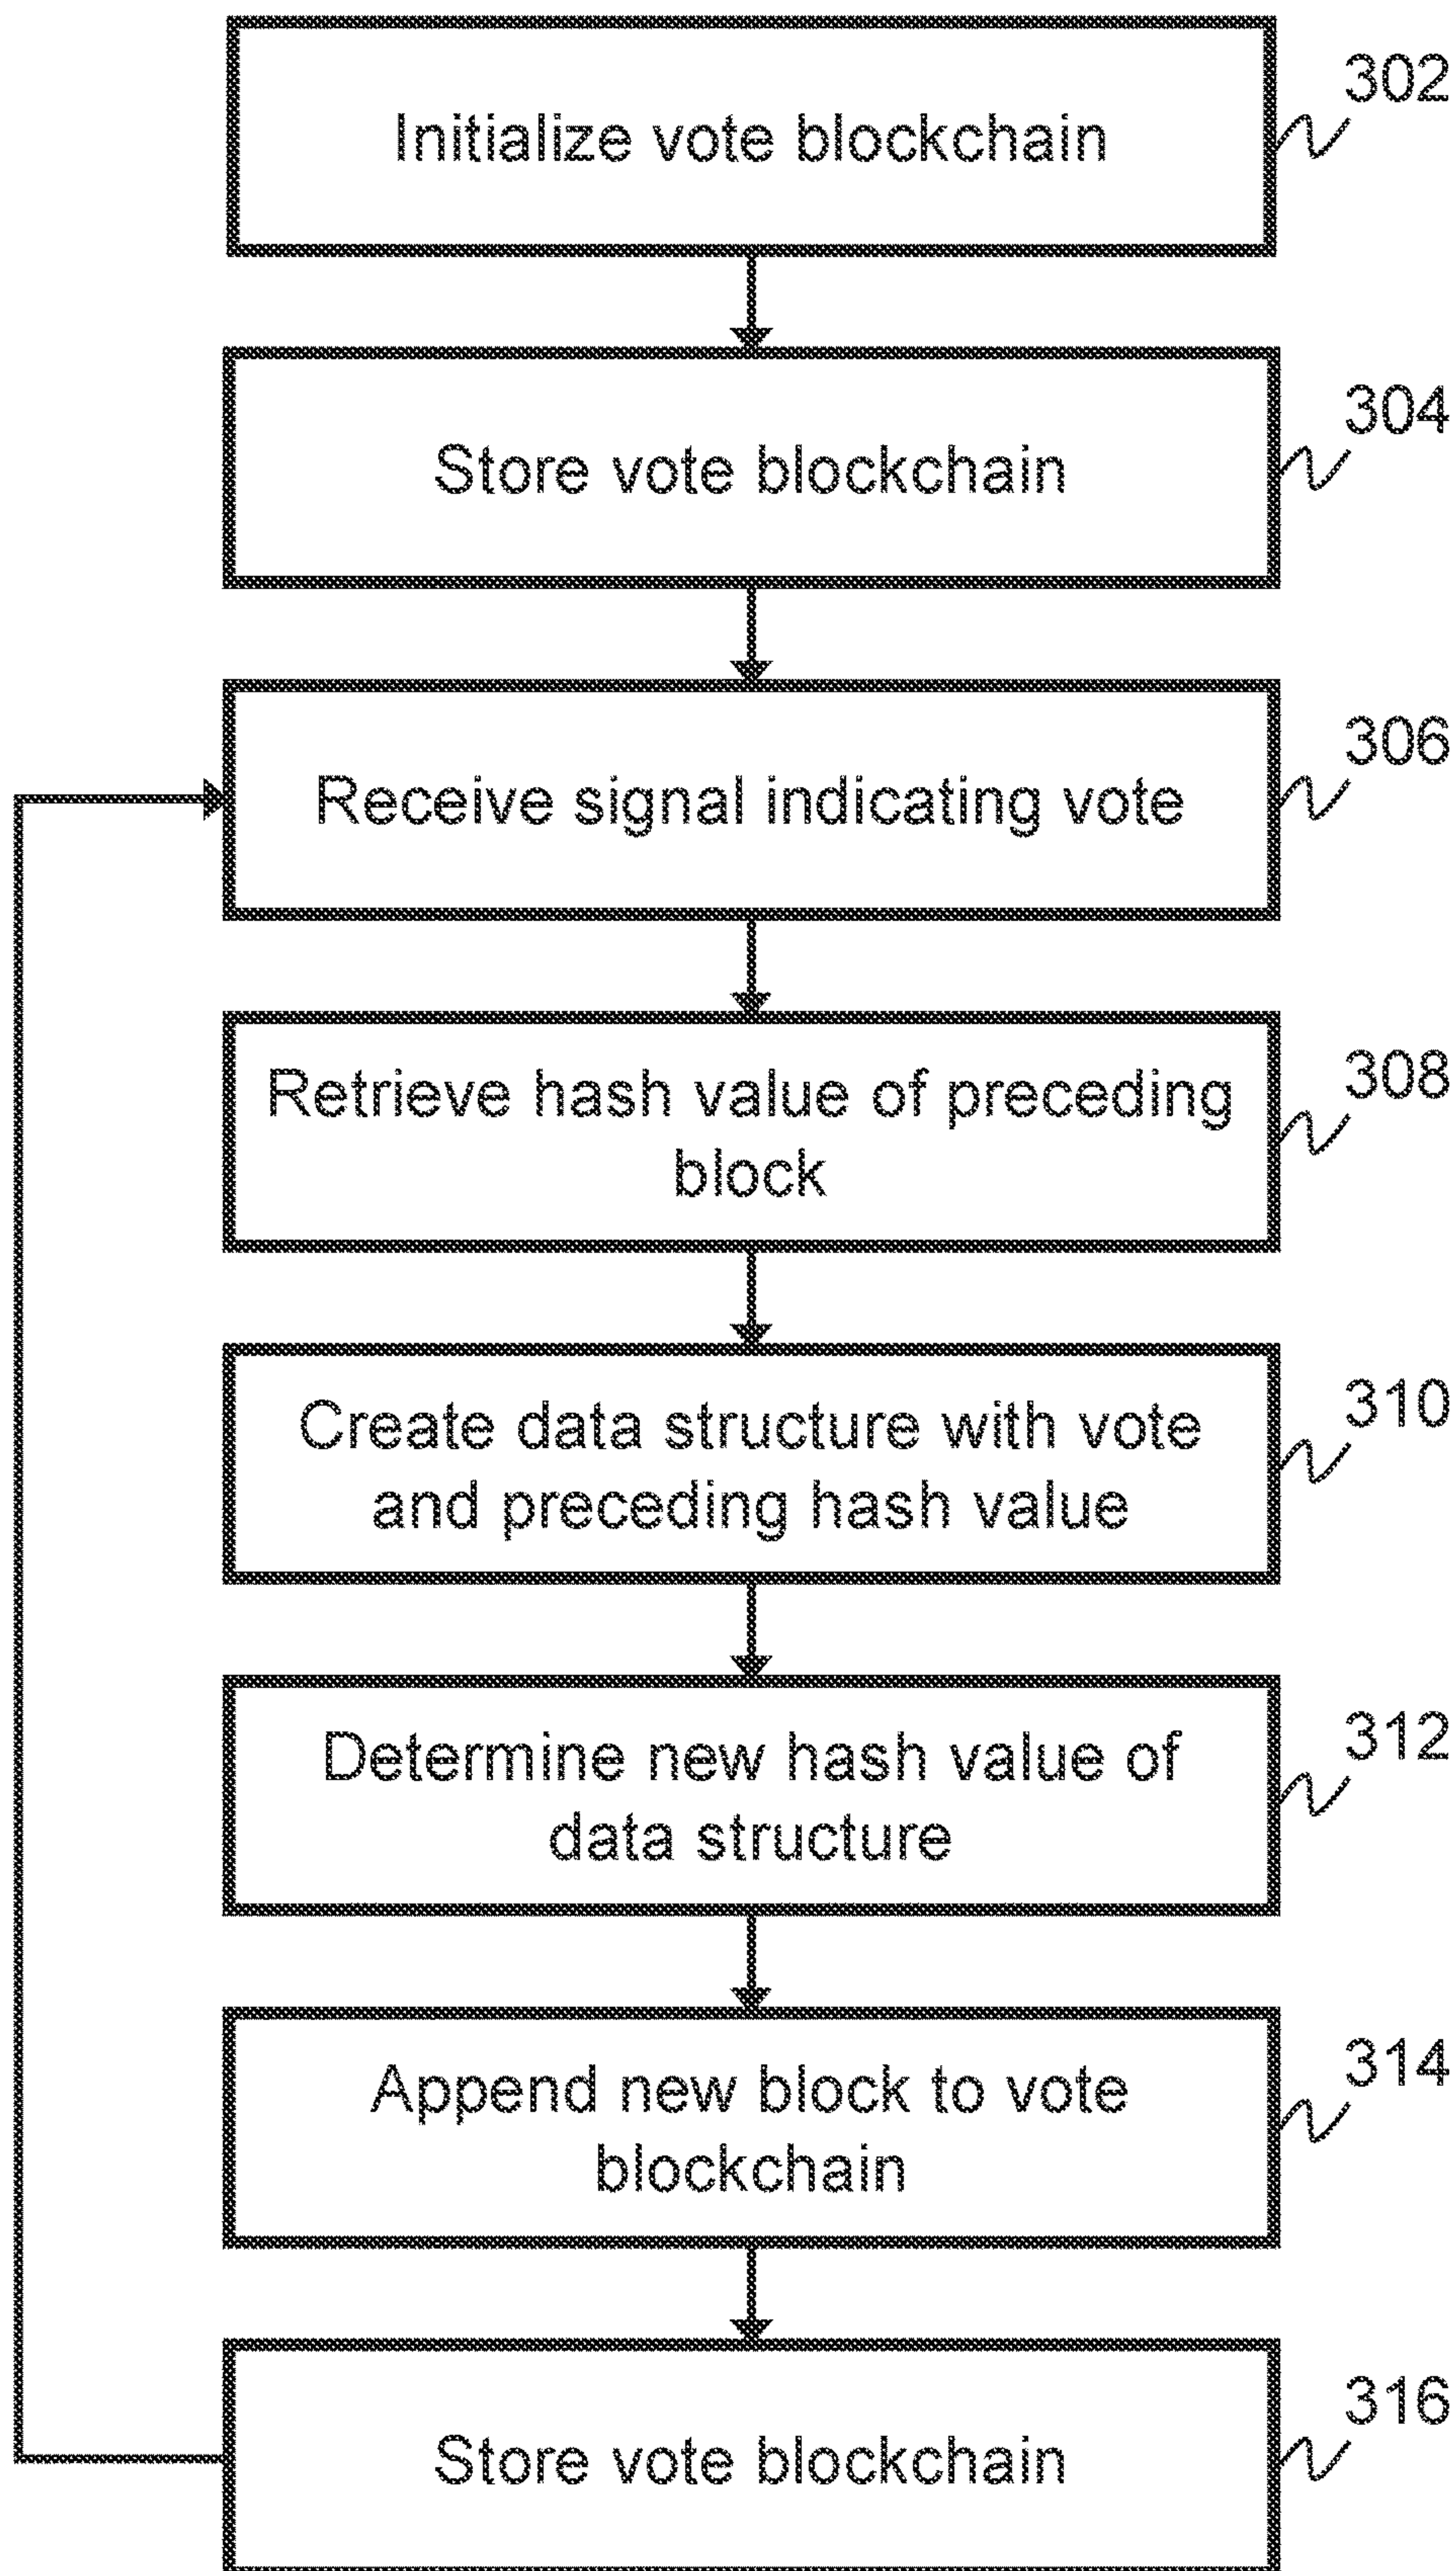 302
Initialize vote blockchain
304
Store vote blockchain
306
Receive signal indicating vote
308
Retrieve hash value of preceding
block
310
Create data structure with vote
and preceding hash value
312
Determine new hash value of
data structure
314
Append new block to vote
blockchain
316
Store vote blockchain